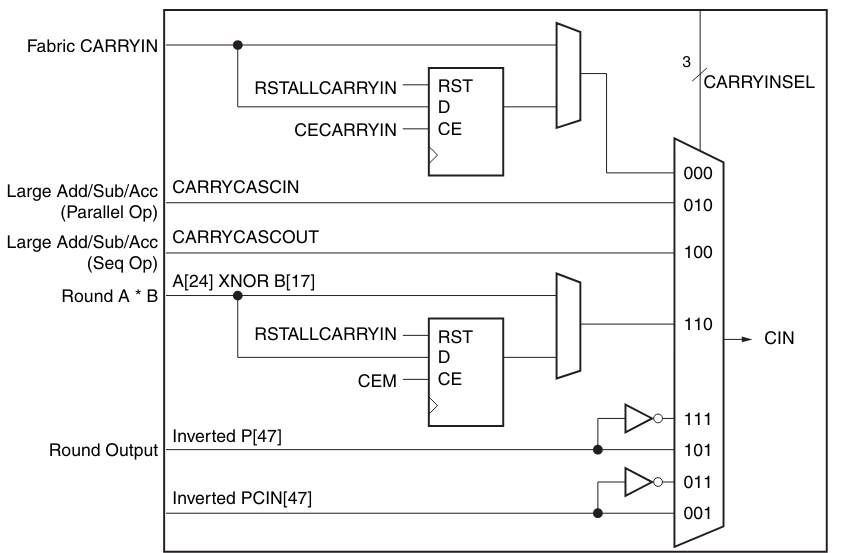 Fabric CARRYIN
3
CARRYINSEL
RSTALLCARRYIN
RST
D
CECARRYIN
CE
000
Large Add/Sub/Acc
(Parallel Op)
CARRYCASCIN
010
Large Add/Sub/Acc
(Seq Op)
CARRYCASCOUT
100
A[24] XNOR B[17]
Round A * B
RSTALLCARRYIN
RST
D
CEM
CE
110
CIN
111
Inverted P[47]
Round Output
101
011
Inverted PCIN[47]
001